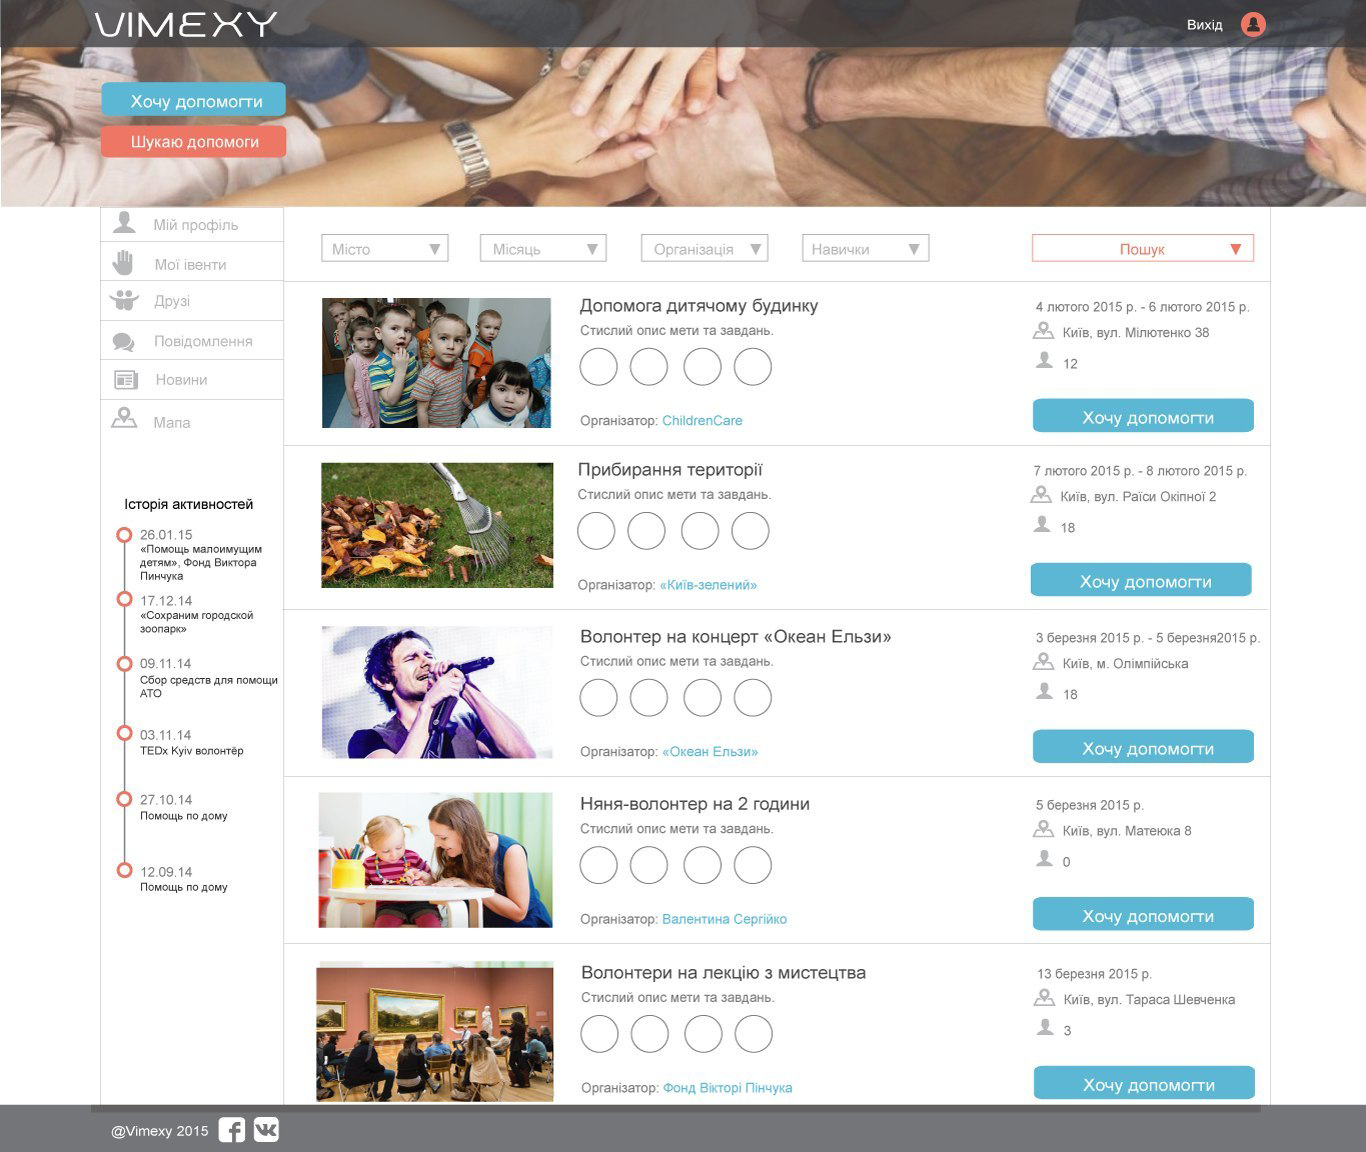 VIMEXY
Вихід
Хочу допомогти
Шукаю допомоги
Мій профіль
Мої івенти
Друзі
Повідомлення
Новини
Мапа
Історія активностей
26.01.15
«Помощь малоимущим
детям», Фонд Виктора
Пинчука
17.12.14
«Сохраним городской
зоопарк»
09.11.14
Сбор средств для помощи
АТО
03.11.14
TEDx Kyiv волонтёр
27.10.14
Помощь по дому
12.09.14
Помощь по дому
Місто
Місяць
Організація
Навички
Пошук
Допомога дитячому будинку
Стислий опис мети та завдань.
Організатор: ChildrenCare
4 лютого 2015 р. - 6 лютого 2015 р.
Київ, вул. Мілютенко 38
12
Хочу допомогти
Прибирання території
Стислий опис мети та завдань.
Організатор: «Київ-зелений»
7 лютого 2015 р. - 8 лютого 2015 р.
Київ, вул. Раїси Окіпної 2
18
Хочу допомогти
Волонтер на концерт «Океан Ельзи»
Стислий опис мети та завдань.
Організатор: «Океан Ельзи»
3 березня 2015 р. - 5 березня2015 р.
Київ, м. Олімпійська
18
Хочу допомогти
Няня-волонтер на 2 години
Стислий опис мети та завдань.
Організатор: Валентина Сергійко
5 березня 2015 р.
Київ, вул. Матеюка 8
0
Хочу допомогти
Волонтери на лекцію з мистецтва
Стислий опис мети та завдань.
Організатор: Фонд Вікторі Пінчука
13 березня 2015 р.
Київ, вул. Тараса Шевченка
3
Хочу допомогти
@Vimexy 2015